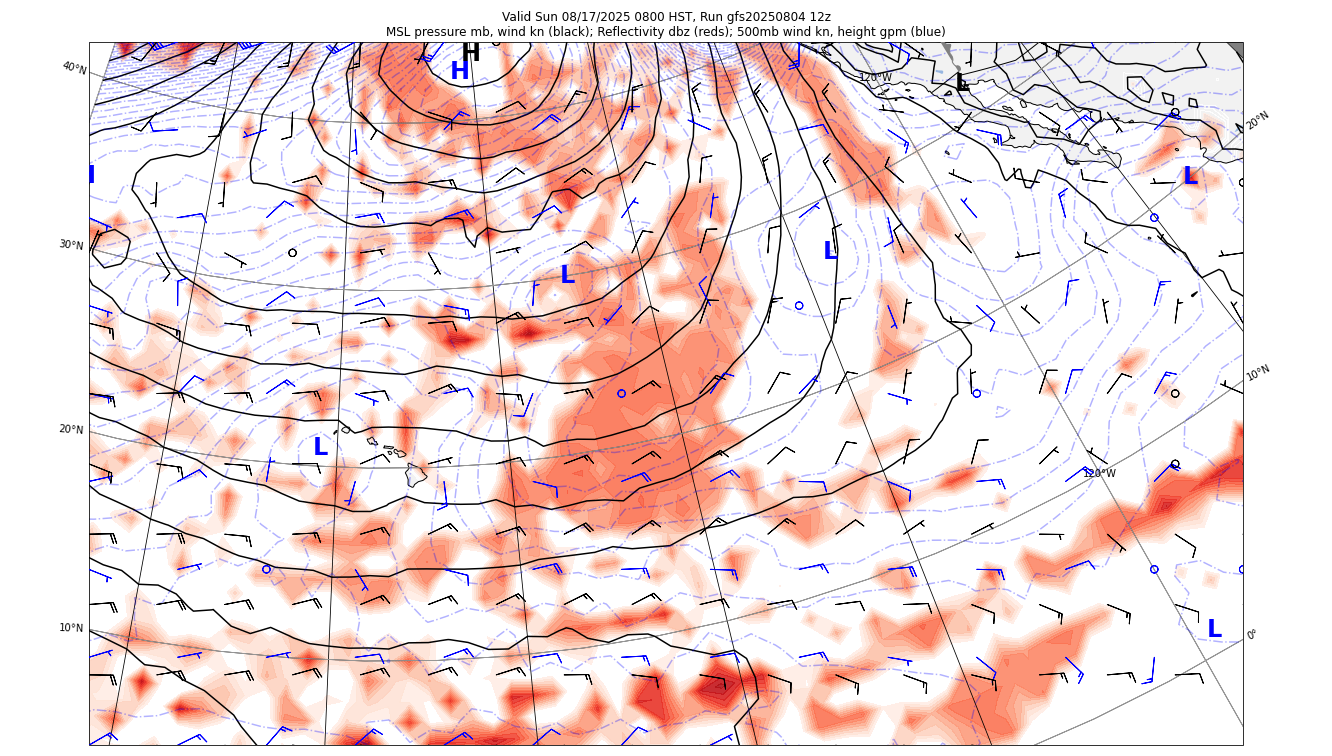 Valid Sun 08/17/2025 0800 HST, Run gfs20250804 12z
MSL pressure mb, wind kn (black); Reflectivity dbz (reds); 500mb wind kn, height gpm (blue)
H
H
40°N
120°W
L
20°N
L
30°N
L
L
10°N
20°N
L
120°W
10°N
L
0°